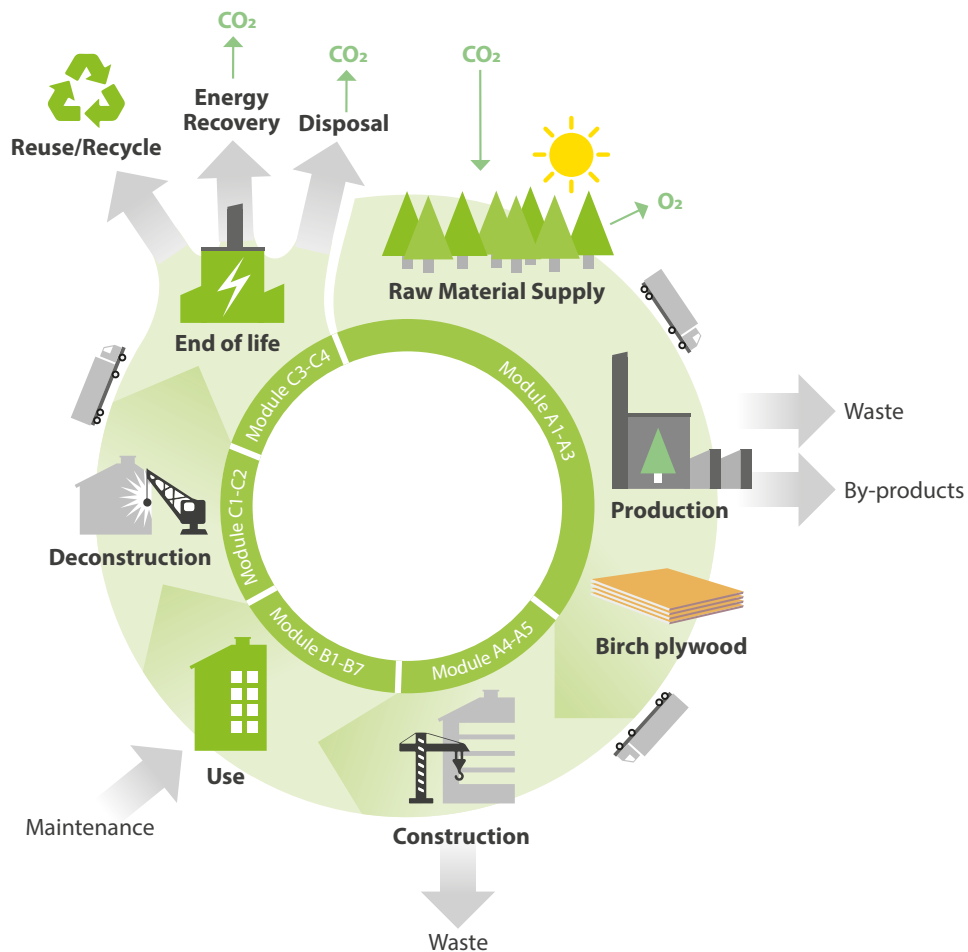 CO₂
CO₂
CO₂
Energy
Recovery
Disposal
Reuse/Recycle
O₂
Raw Material Supply
End of life
Module C3-C4
Module A1-A3
Waste
By-products
Production
Module C1-C2
Deconstruction
Birch plywood
Module B1-B7
Module A4-A5
Use
Maintenance
Construction
Waste